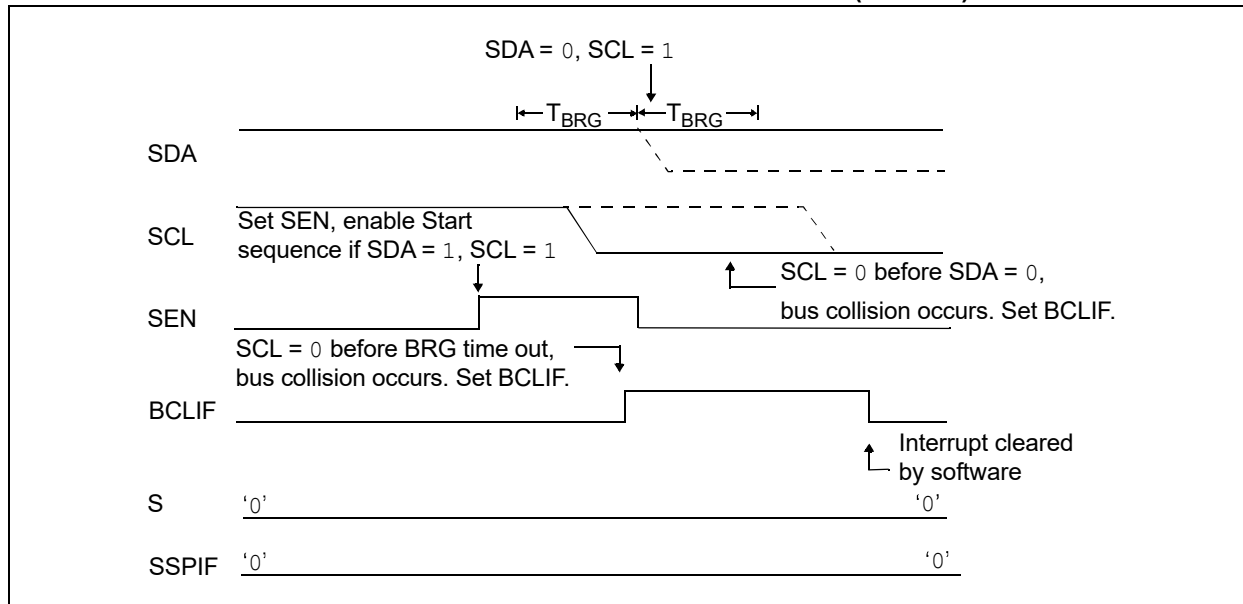 SDA = 0, SCL = 1
TBRG TBRG
SDA
SCL
Set SEN, enable Start
sequence if SDA = 1, SCL = 1
SCL = 0 before SDA = 0,
bus collision occurs. Set BCLIF.
SEN
SCL = 0 before BRG time out,
bus collision occurs. Set BCLIF.
BCLIF
Interrupt cleared
by software
S ‘0’ ‘0’
SSPIF ‘0’ ‘0’